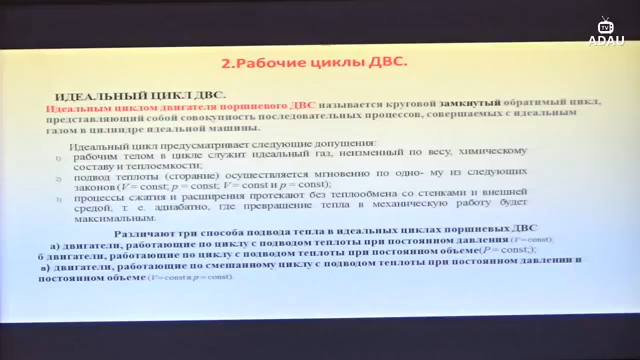 TV
ADAU
2.Рабочие циклы ДВС.
ИДЕАЛЬНЫЙ ЦИКЛ ДВС.
Идеальным циклом двигателя поршневого ДВС называется круговой замкнутый обратимый цикл,
представляющий собой совокупность последовательных процессов, совершаемых с идеальным
газом в цилиндре идеальной машины.
Идеальный цикл предусматривает следующие допущения:
1) рабочим телом в цикле служит идеальный газ, неизменный по весу, химическому
составу и теплоемкости;
2) подвод теплоты (сгорание) осуществляется мгновенно по одно- му из следующих
законов (V = const; p = const; V = const и p = const);
3) процессы сжатия и расширения протекают без теплообмена со стенками и внешней
средой, т. е. адиабатно, где превращение тепла в механическую работу будет
максимальным.
Различают три способа подвода тепла в идеальных циклах поршневых ДВС
а) двигатели, работающие по циклу с подводом теплоты при постоянном давления (V = const);
б двигатели, работающие по циклу с подводом теплоты при постоянном объеме(P = const;);
в) двигатели, работающие по смешанному циклу с подводом теплоты при постоянном давлении и
постоянном объеме (V = const и p = const).